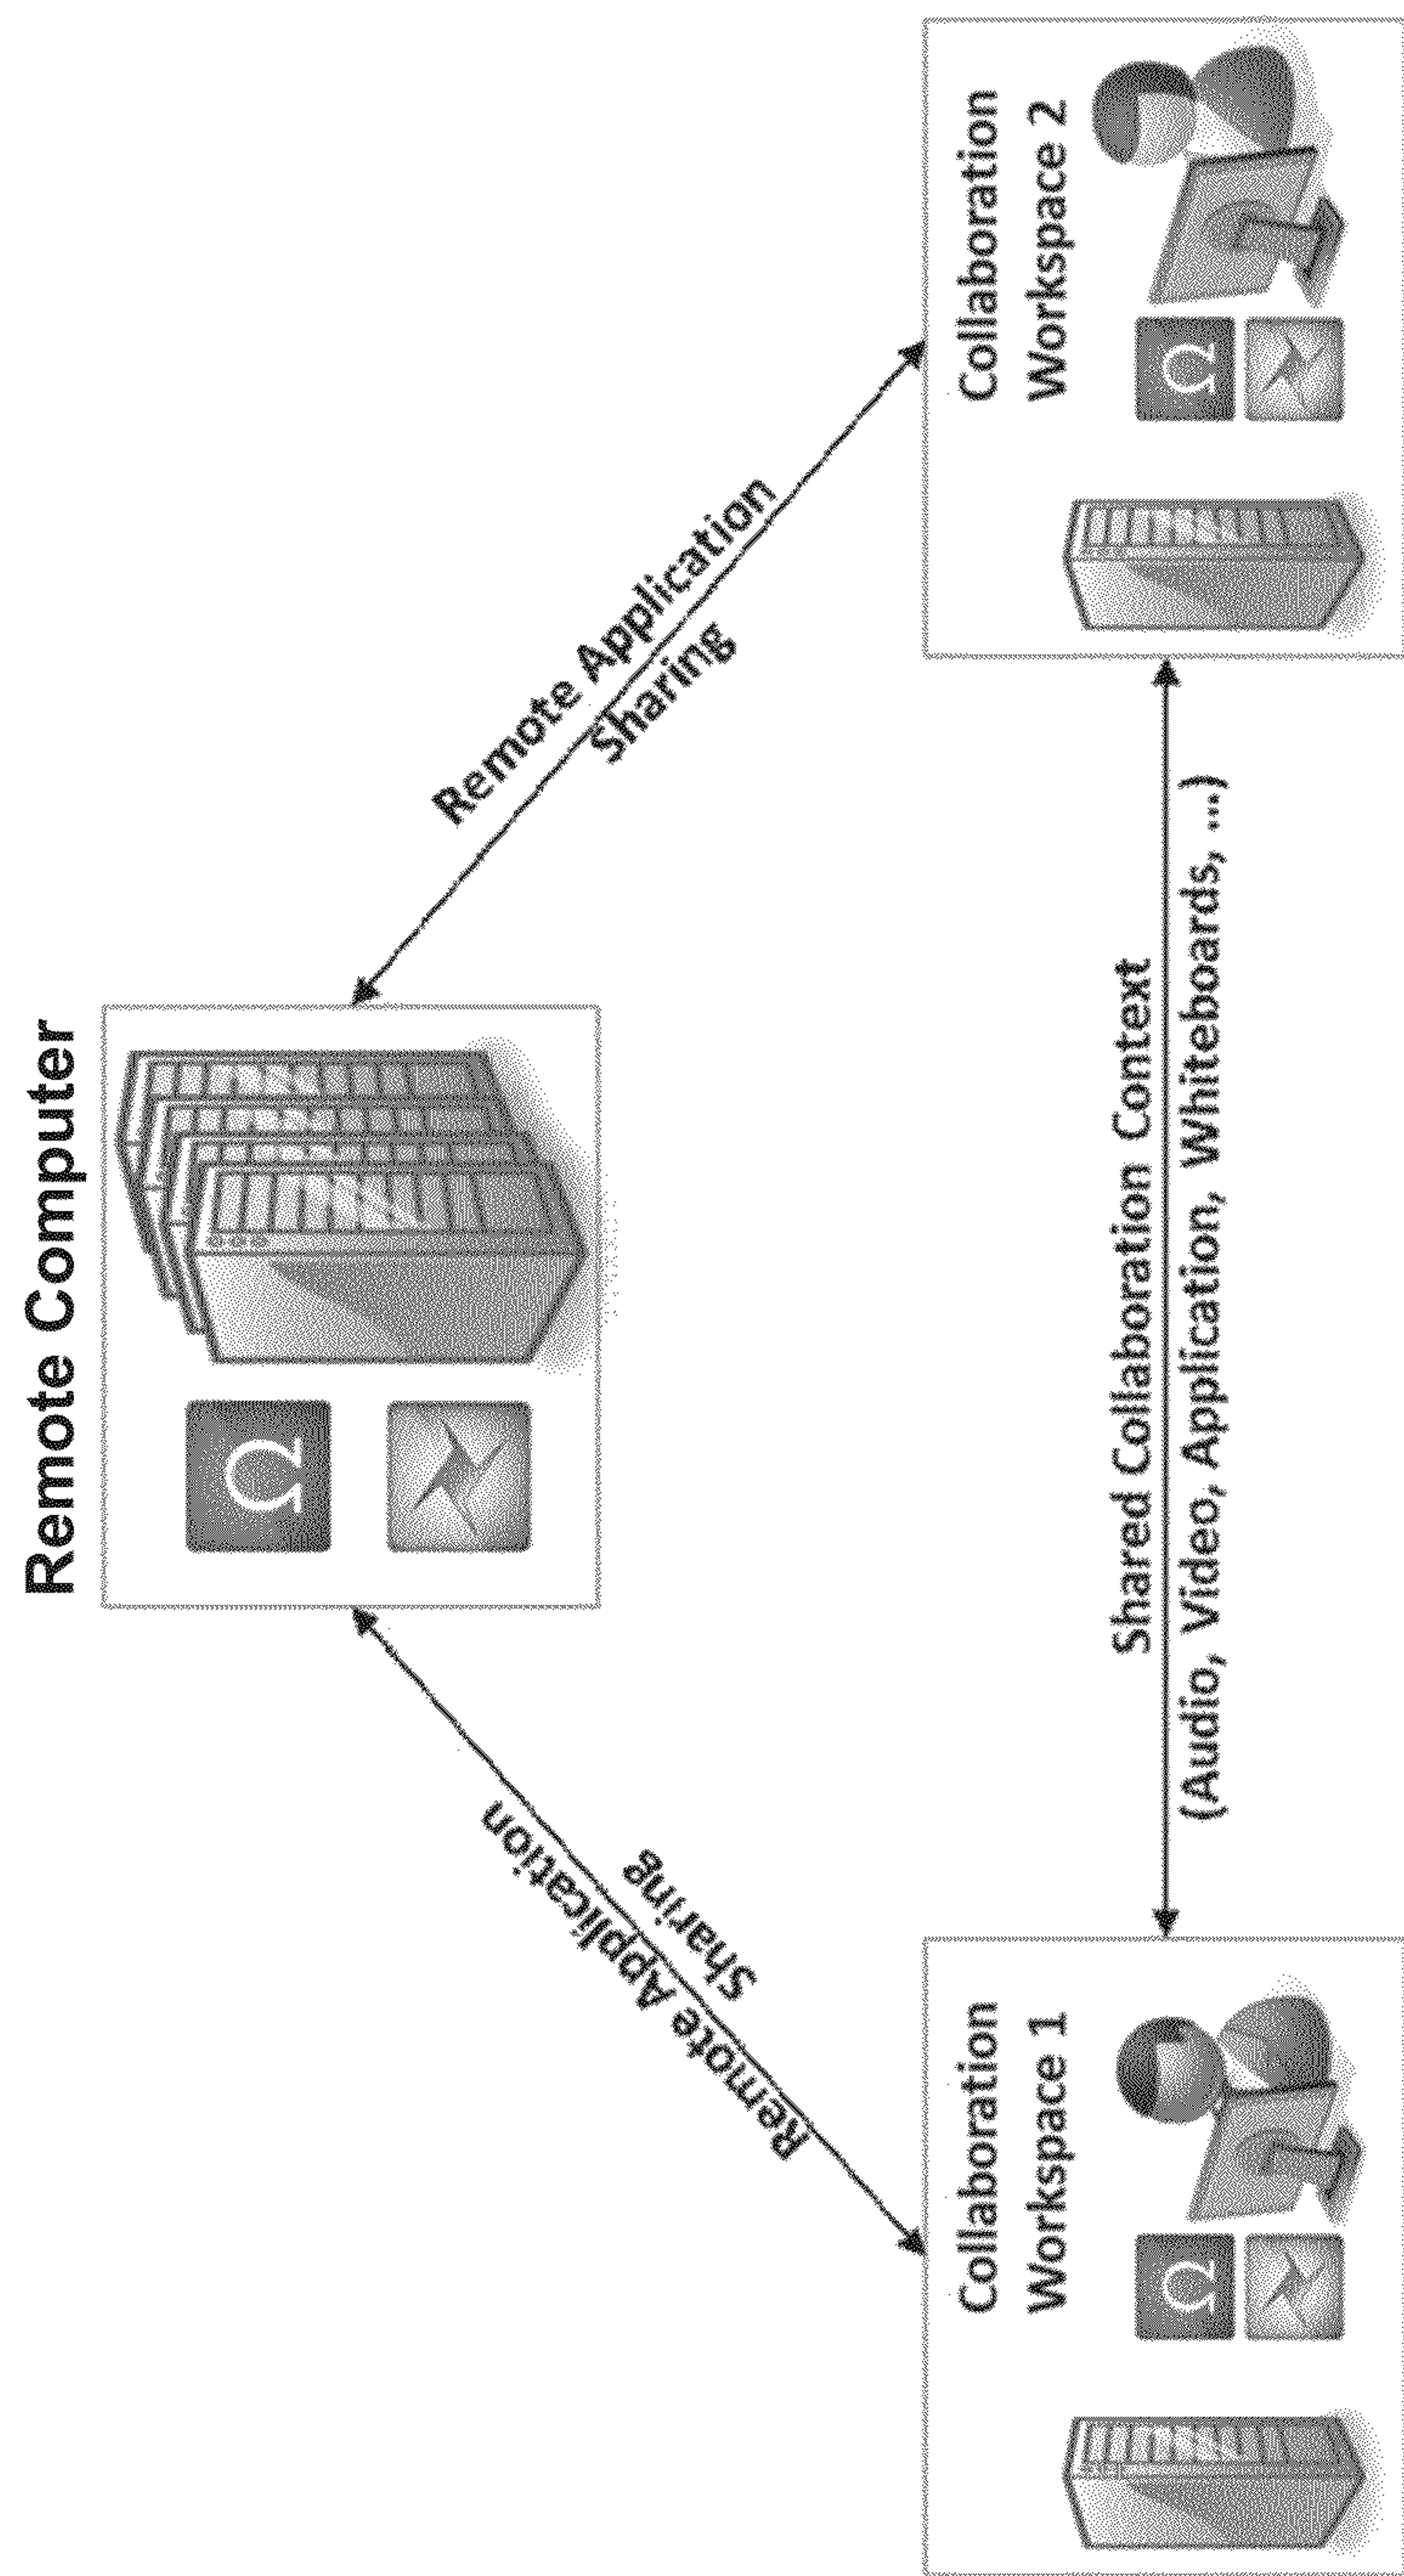 Remote Computer
Ω
Remote Application
Sharing
Remote Application
Sharing
Collaboration
Workspace 1
Ω
Shared Collaboration Context
(Audio, Video, Application, Whiteboards, ...)
Collaboration
Workspace 2
Ω